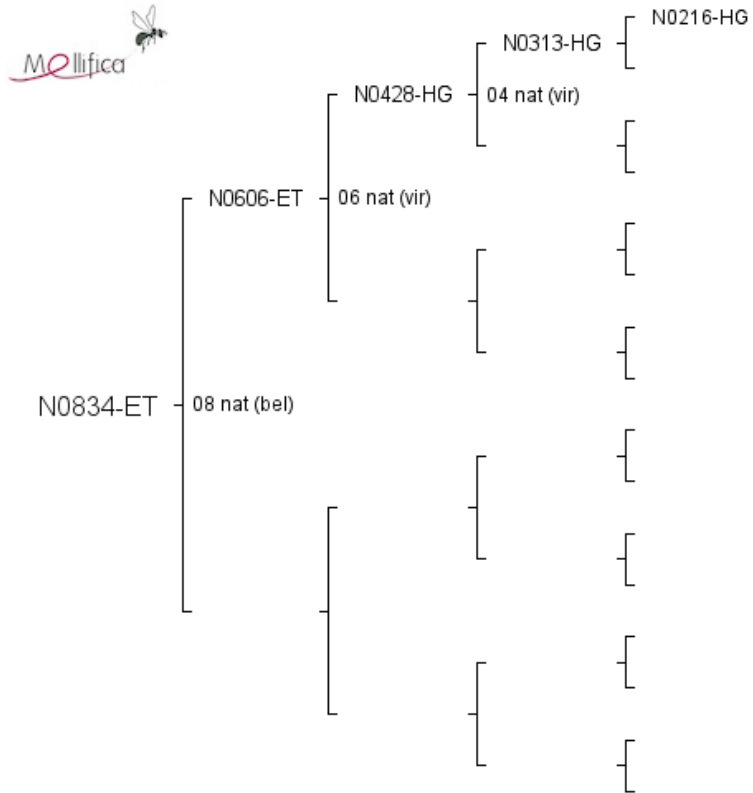 Mellifica
N0216-HG
N0313-HG
N0428-HG
04 nat (vir)
N0606-ET
06 nat (vir)
N0834-ET
08 nat (bel)